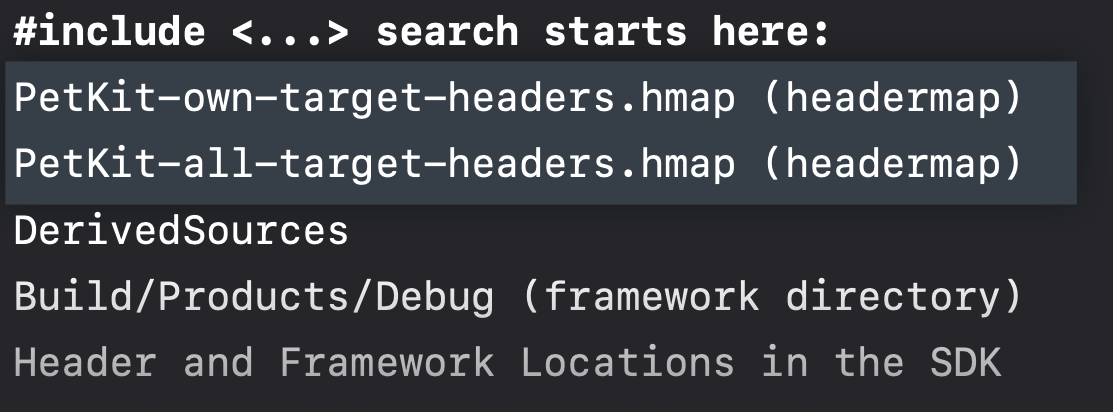 #include <...> search starts here:
PetKit-own-target-headers.hmap (headermap)
PetKit-all-target-headers.hmap (headermap)
DerivedSources
Build/Products/Debug (framework directory)
Header and Framework Locations in the SDK